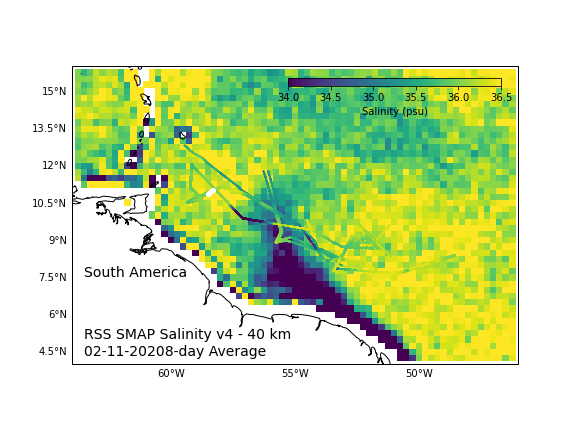 15°N
34.0 34.5 35.0 35.5 36.0 36.5
Salinity (psu)
13.5°N
12°N
10.5°N
9°N
7.5°N
South America
6°N
RSS SMAP Salinity v4 - 40 km
4.5°N
02-11-20208-day Average
60°W 55°W 50°W